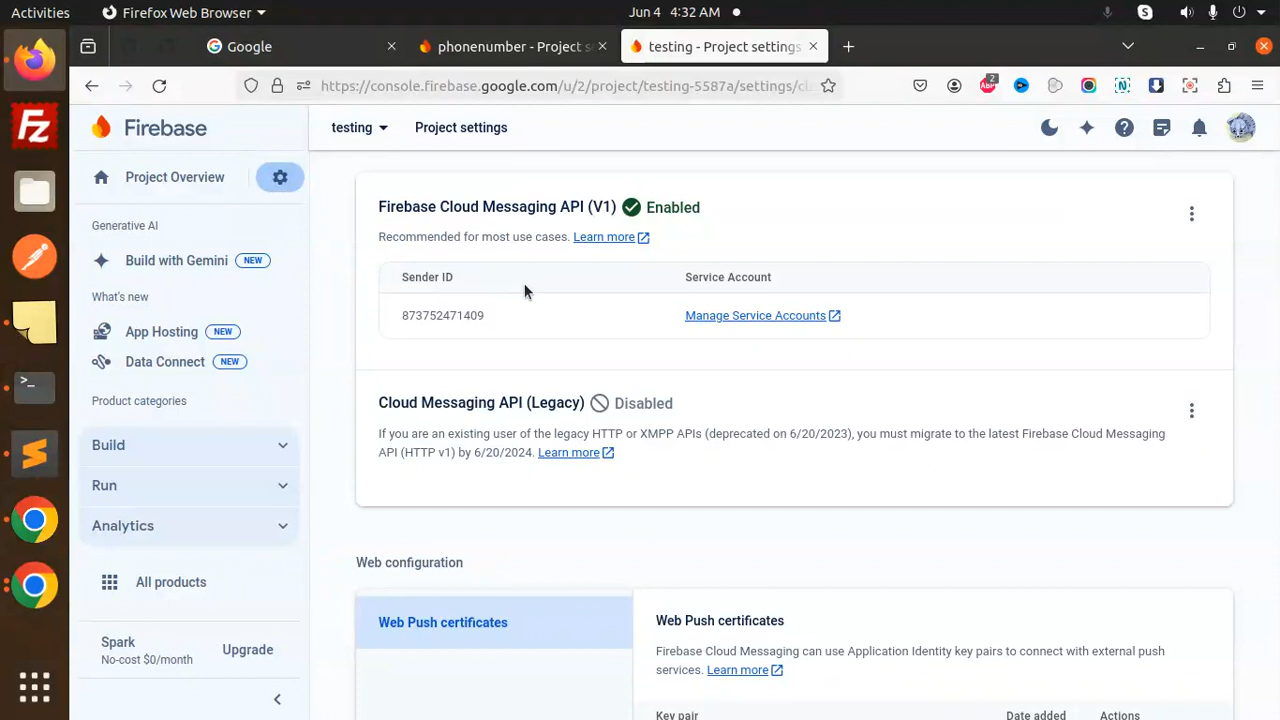 Activities
Firefox Web Browser
Jun 4 4:32 AM
Google
phonenumber - Project s
testing - Project settings
https://console.firebase.google.com/u/2/project/testing-5587a/settings/cl
2
ABP
N
Fz
Firebase
testing
Project settings
Project Overview
Generative AI
Build with Gemini NEW
What's new
App Hosting NEW
Data Connect NEW
Product categories
Build
Run
Analytics
All products
Spark
No-cost $0/month
Upgrade
Firebase Cloud Messaging API (V1) Enabled
Recommended for most use cases. Learn more
Sender ID Service Account
873752471409 Manage Service Accounts
Cloud Messaging API (Legacy) Disabled
If you are an existing user of the legacy HTTP or XMPP APIs (deprecated on 6/20/2023), you must migrate to the latest Firebase Cloud Messaging
API (HTTP v1) by 6/20/2024. Learn more
Web configuration
Web Push certificates
Web Push certificates
Firebase Cloud Messaging can use Application Identity key pairs to connect with external push
services. Learn more
Key pair Date added Actions